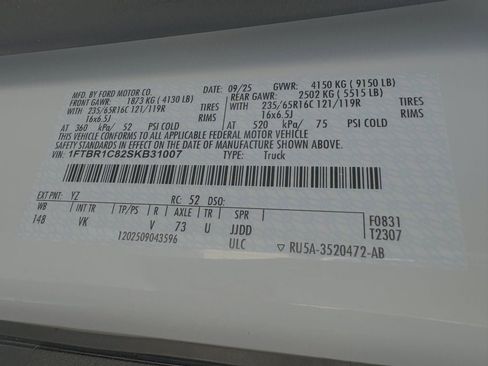 MFD. BY FORD MOTOR CO. 09/25 GVWR: 4150 KG ( 9150 LB)
FRONT GAWR: 1873 KG ( 4130 LB) REAR GAWR: 2502 KG ( 5515 LB)
WITH 235/65R16C 121/119R TIRES WITH 235/65R16C 121/119R TIRES
16x6.5J RIMS 16x6.5J RIMS
AT 360 kPa/ 52 PSI COLD AT 520 kPa/ 75 PSI COLD
THIS VEHICLE CONFORMS TO ALL APPLICABLE FEDERAL MOTOR VEHICLE
SAFETY STANDARDS IN EFFECT ON THE DATE OF MANUFACTURE SHOWN ABOVE.
VIN: 1FTBR1C82SKB31007 TYPE: Truck
EXT PNT: YZ RC: 52 DSO:
WB INT TR TP/PS R AXLE TR SPR F0831
148 VK V 73 U JJDD T2307
1202509043596 ULC ▽ RU5A-3520472-AB